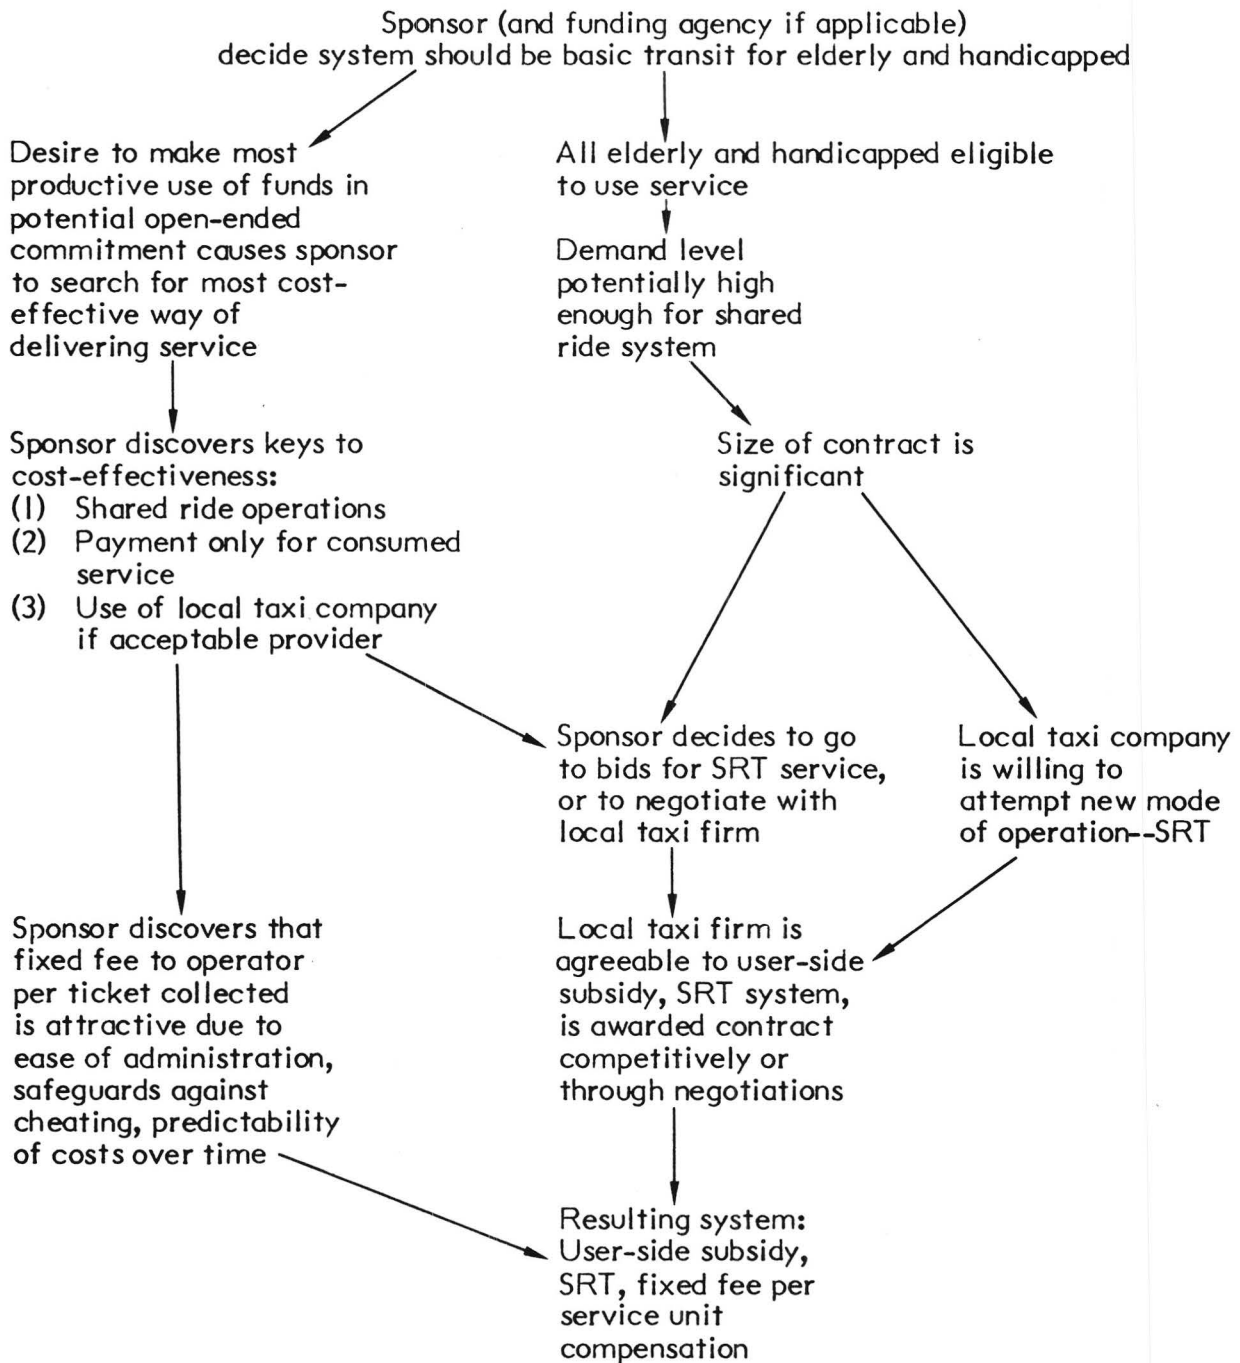 Sponsor (and funding agency if applicable)
decide system should be basic transit for elderly and handicapped
Desire to make most
productive use of funds in
potential open-ended
commitment causes sponsor
to search for most cost-
effective way of
delivering service
All elderly and handicapped eligible
to use service
Demand level
potentially high
enough for shared
ride system
Sponsor discovers keys to
cost-effectiveness:
(1) Shared ride operations
(2) Payment only for consumed
service
(3) Use of local taxi company
if acceptable provider
Size of contract is
significant
Sponsor decides to go
to bids for SRT service,
or to negotiate with
local taxi firm
Local taxi company
is willing to
attempt new mode
of operation--SRT
Sponsor discovers that
fixed fee to operator
per ticket collected
is attractive due to
ease of administration,
safeguards against
cheating, predictability
of costs over time
Local taxi firm is
agreeable to user-side
subsidy, SRT system,
is awarded contract
competitively or
through negotiations
Resulting system:
User-side subsidy,
SRT, fixed fee per
service unit
compensation